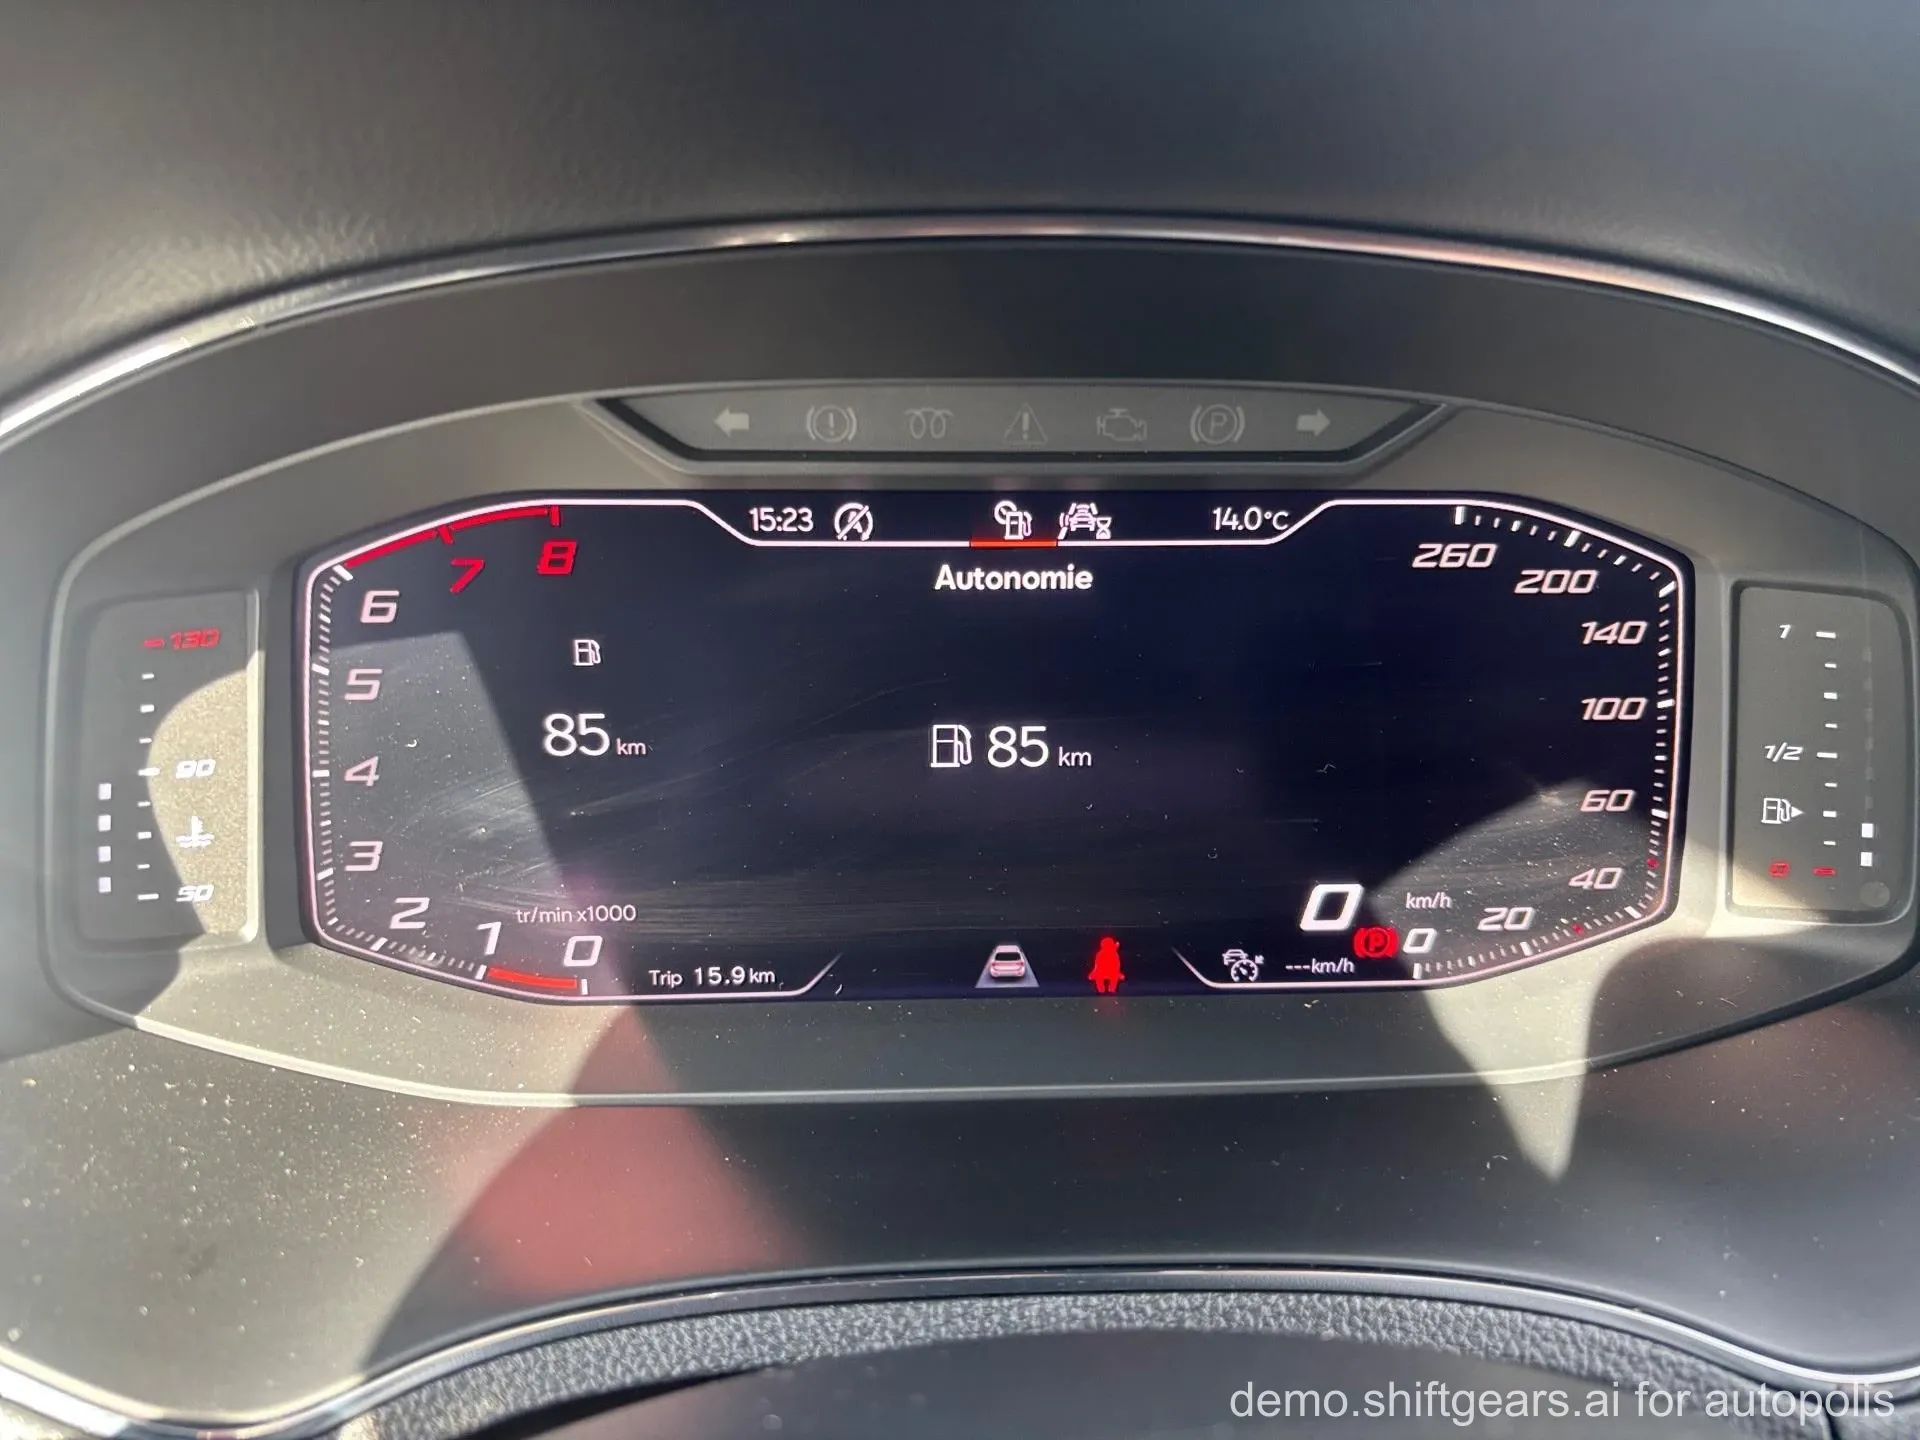 15:23
14.0°C
Autonomie
85 km
85 km
8
7
6
5
4
3
2
1
0
tr/min x1000
Trip 15.9 km
260
200
140
100
60
40
20
0
0 km/h
---km/h
P
P
130
90
50
1
1/2
0
demo.shiftgears.ai for autopolis